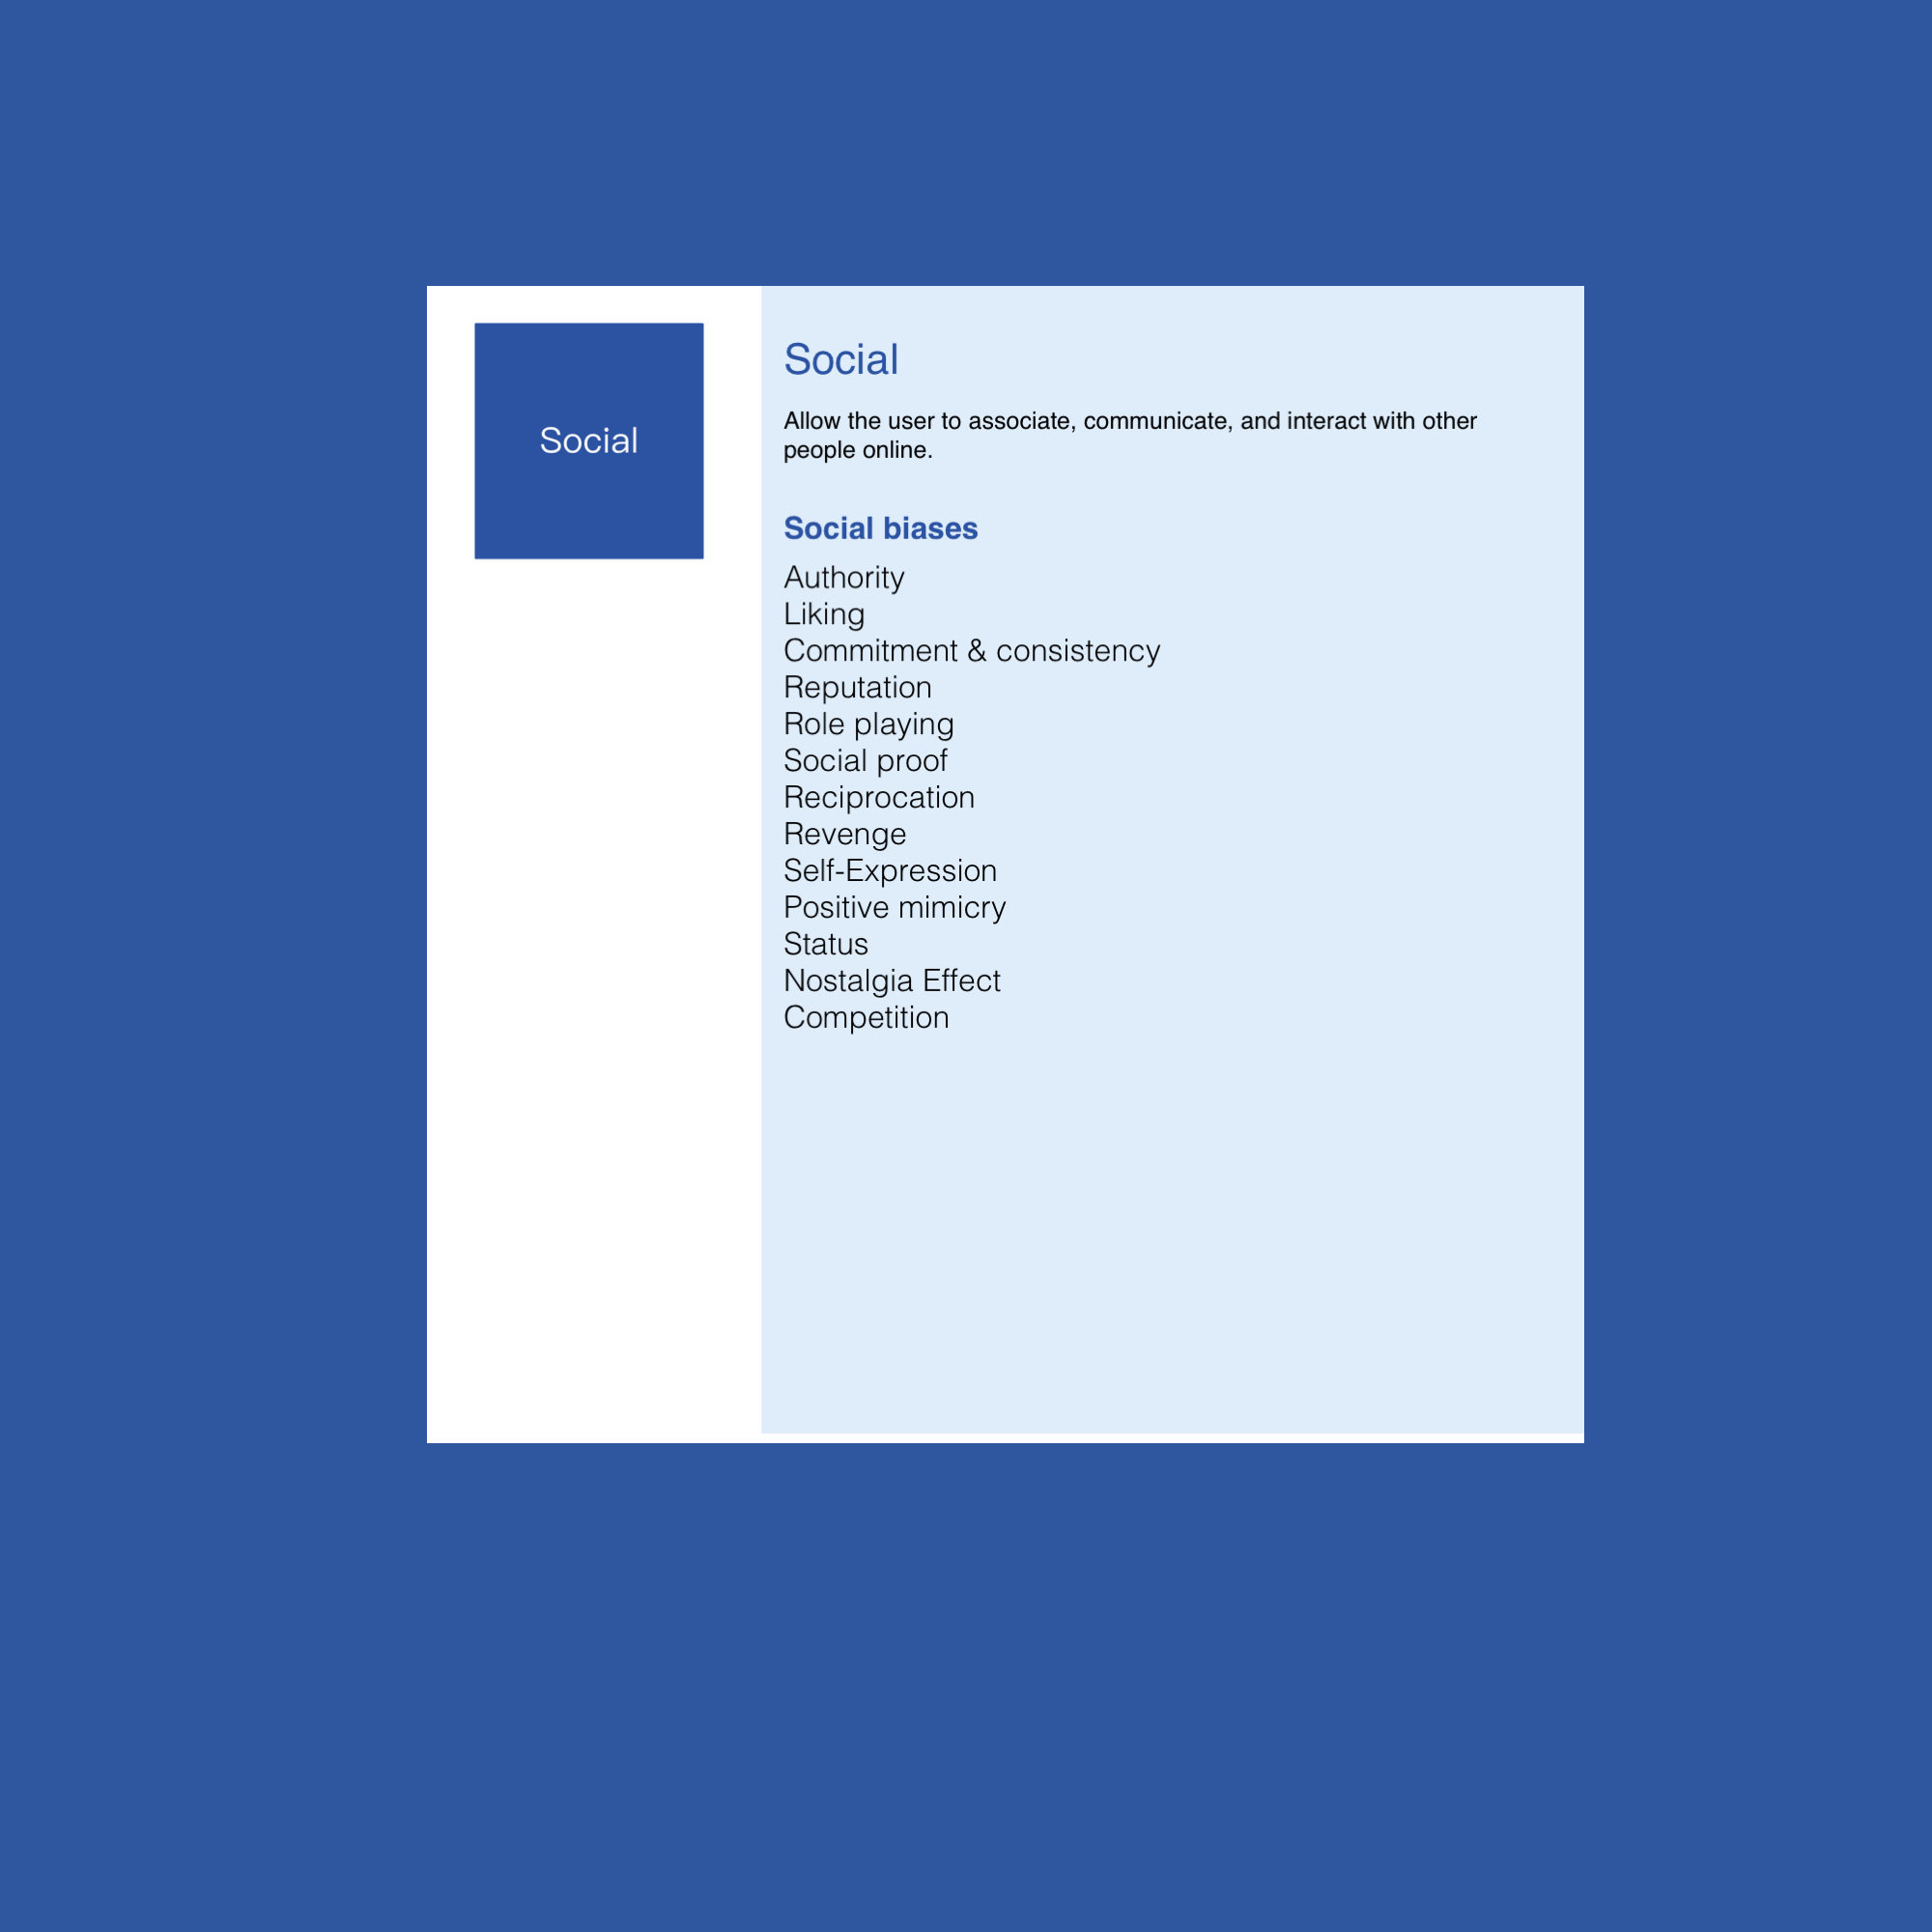 Social
Social
Allow the user to associate, communicate, and interact with other
people online.
Social biases
Authority
Liking
Commitment & consistency
Reputation
Role playing
Social proof
Reciprocation
Revenge
Self-Expression
Positive mimicry
Status
Nostalgia Effect
Competition